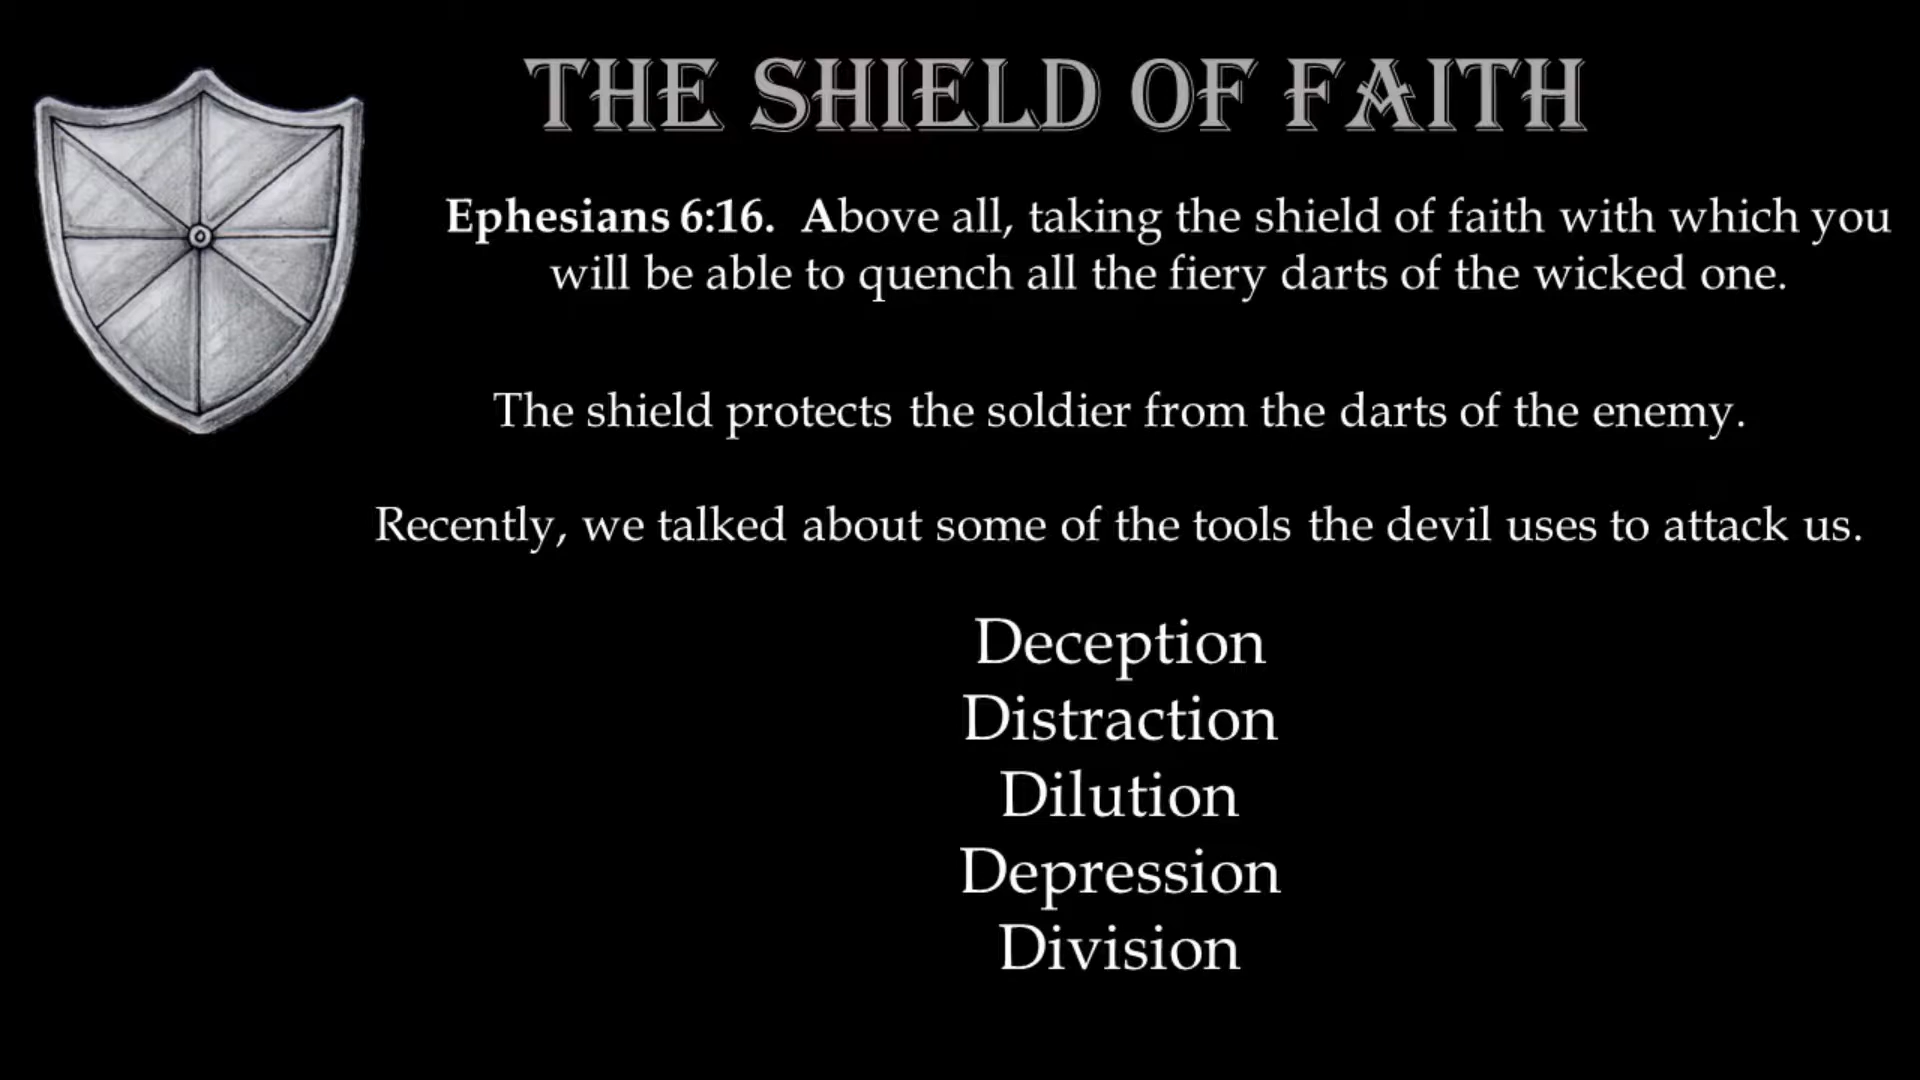 THE SHIELD OF FAITH
Ephesians 6:16.  Above all, taking the shield of faith with which you
will be able to quench all the fiery darts of the wicked one.
The shield protects the soldier from the darts of the enemy.
Recently, we talked about some of the tools the devil uses to attack us.
Deception
Distraction
Dilution
Depression
Division